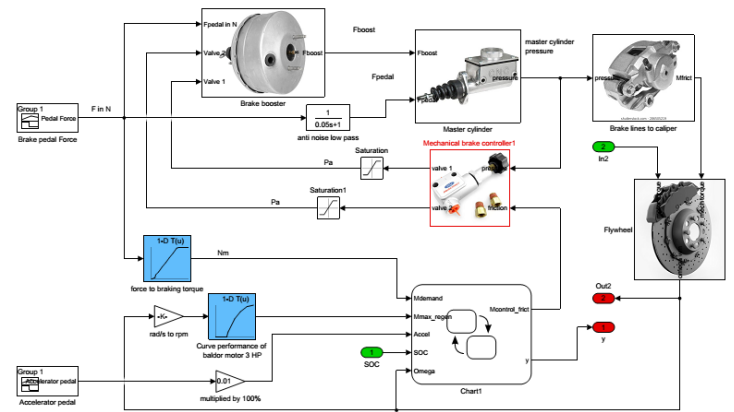 Fboost
Fpedal in N
master cylinder
pressure
Valve 2
Fboost
Fboost
Valve 1
Fpedal
pressure
pressure
Mfrict
Group 1
F in N
Brake booster
Pedal Force
1
0.05s+1
Fpedal
Brake pedal Force
anti noise low pass
Master cylinder
Brake lines to caliper
Mechanical brake controller1
Saturation
2
In2
Pa
valve 1
Saturation1
Pa
valve 2
friction
Flywheel
1-D T(u)
Nm
force to braking torque
Out2
Mdemand
2
1-D T(u)
Mcontrol_frict
-K-
Mmax_regen
rad/s to rpm
Accel
1
y
Curve performance of
baldor motor 3 HP
1
SOC
SOC
y
Group 1
Accelerator pedal
0.01
Omega
Accelerator pedal
multiplied by 100%
Chart1